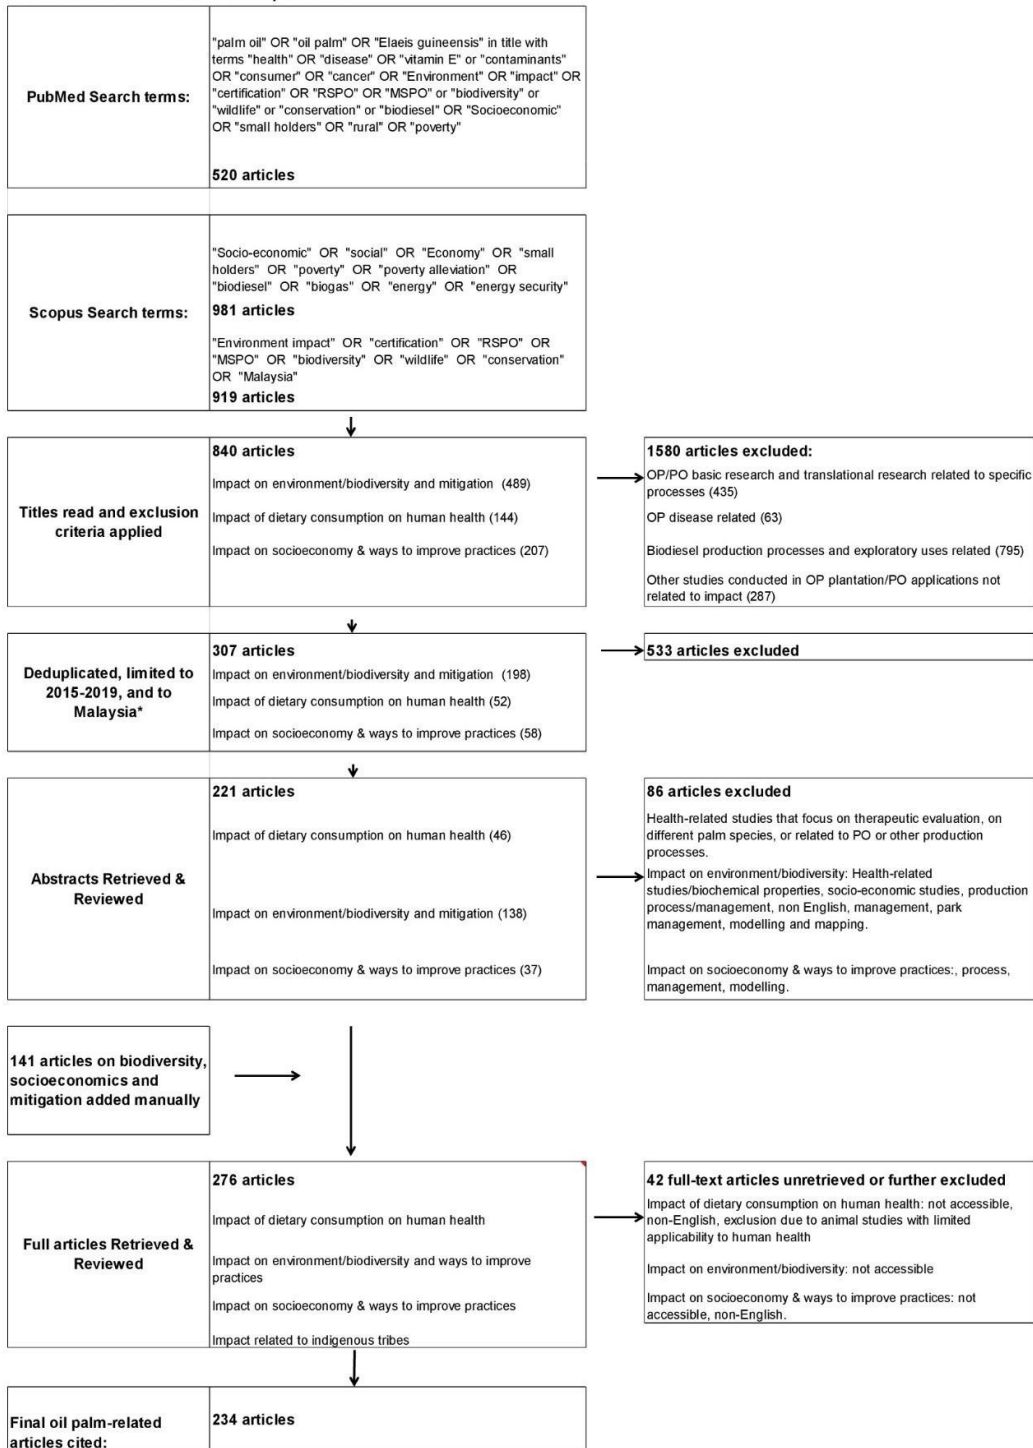 PubMed Search terms:
"palm oil" OR "oil palm" OR "Elaeis guineensis" in title with
terms "health" OR "disease" OR "vitamin E" or "contaminants"
OR "consumer" OR "cancer" OR "Environment" OR "impact" OR
"certification" OR "RSPO" OR "MSPO" or "biodiversity" or
"wildlife" or "conservation" or "biodiesel" OR "Socioeconomic"
OR "small holders" OR "rural" OR "poverty"
520 articles
Scopus Search terms:
"Socio-economic" OR "social" OR "Economy" OR "small
holders" OR "poverty" OR "poverty alleviation" OR
"biodiesel" OR "biogas" OR "energy" OR "energy security"
981 articles
"Environment impact" OR "certification" OR "RSPO" OR
"MSPO" OR "biodiversity" OR "wildlife" OR "conservation"
OR "Malaysia"
919 articles
Titles read and exclusion
criteria applied
840 articles
Impact on environment/biodiversity and mitigation (489)
Impact of dietary consumption on human health (144)
Impact on socioeconomy & ways to improve practices (207)
1580 articles excluded:
OP/PO basic research and translational research related to specific
processes (435)
OP disease related (63)
Biodiesel production processes and exploratory uses related (795)
Other studies conducted in OP plantation/PO applications not
related to impact (287)
Deduplicated, limited to
2015-2019, and to
Malaysia*
307 articles
Impact on environment/biodiversity and mitigation (198)
Impact of dietary consumption on human health (52)
Impact on socioeconomy & ways to improve practices (58)
533 articles excluded
Abstracts Retrieved &
Reviewed
221 articles
Impact of dietary consumption on human health (46)
Impact on environment/biodiversity and mitigation (138)
Impact on socioeconomy & ways to improve practices (37)
86 articles excluded
Health-related studies that focus on therapeutic evaluation, on
different palm species, or related to PO or other production
processes.
Impact on environment/biodiversity: Health-related
studies/biochemical properties, socio-economic studies, production
process/management, non English, management, park
management, modelling and mapping.
Impact on socioeconomy & ways to improve practices:, process,
management, modelling.
141 articles on biodiversity,
socioeconomics and
mitigation added manually
Full articles Retrieved &
Reviewed
276 articles
Impact of dietary consumption on human health
Impact on environment/biodiversity and ways to improve
practices
Impact on socioeconomy & ways to improve practices
Impact related to indigenous tribes
42 full-text articles unretrieved or further excluded
Impact of dietary consumption on human health: not accessible,
non-English, exclusion due to animal studies with limited
applicability to human health
Impact on environment/biodiversity: not accessible
Impact on socioeconomy & ways to improve practices: not
accessible, non-English.
Final oil palm-related
articles cited:
234 articles